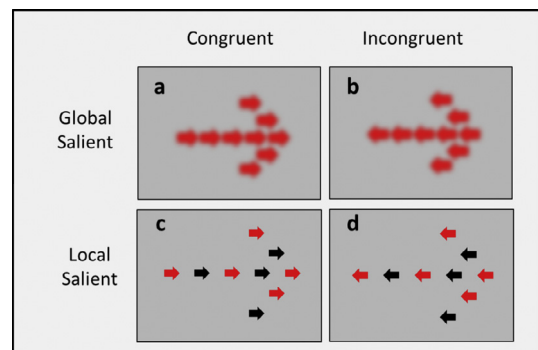 Congruent Incongruent
Global
Salient
a b
Local
Salient
c d